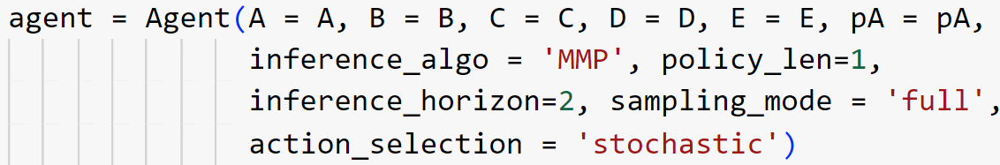 agent = Agent(A = A, B = B, C = C, D = D, E = E, pA = pA,
inference_algo = 'MMP', policy_len=1,
inference_horizon=2, sampling_mode = 'full',
action_selection = 'stochastic')